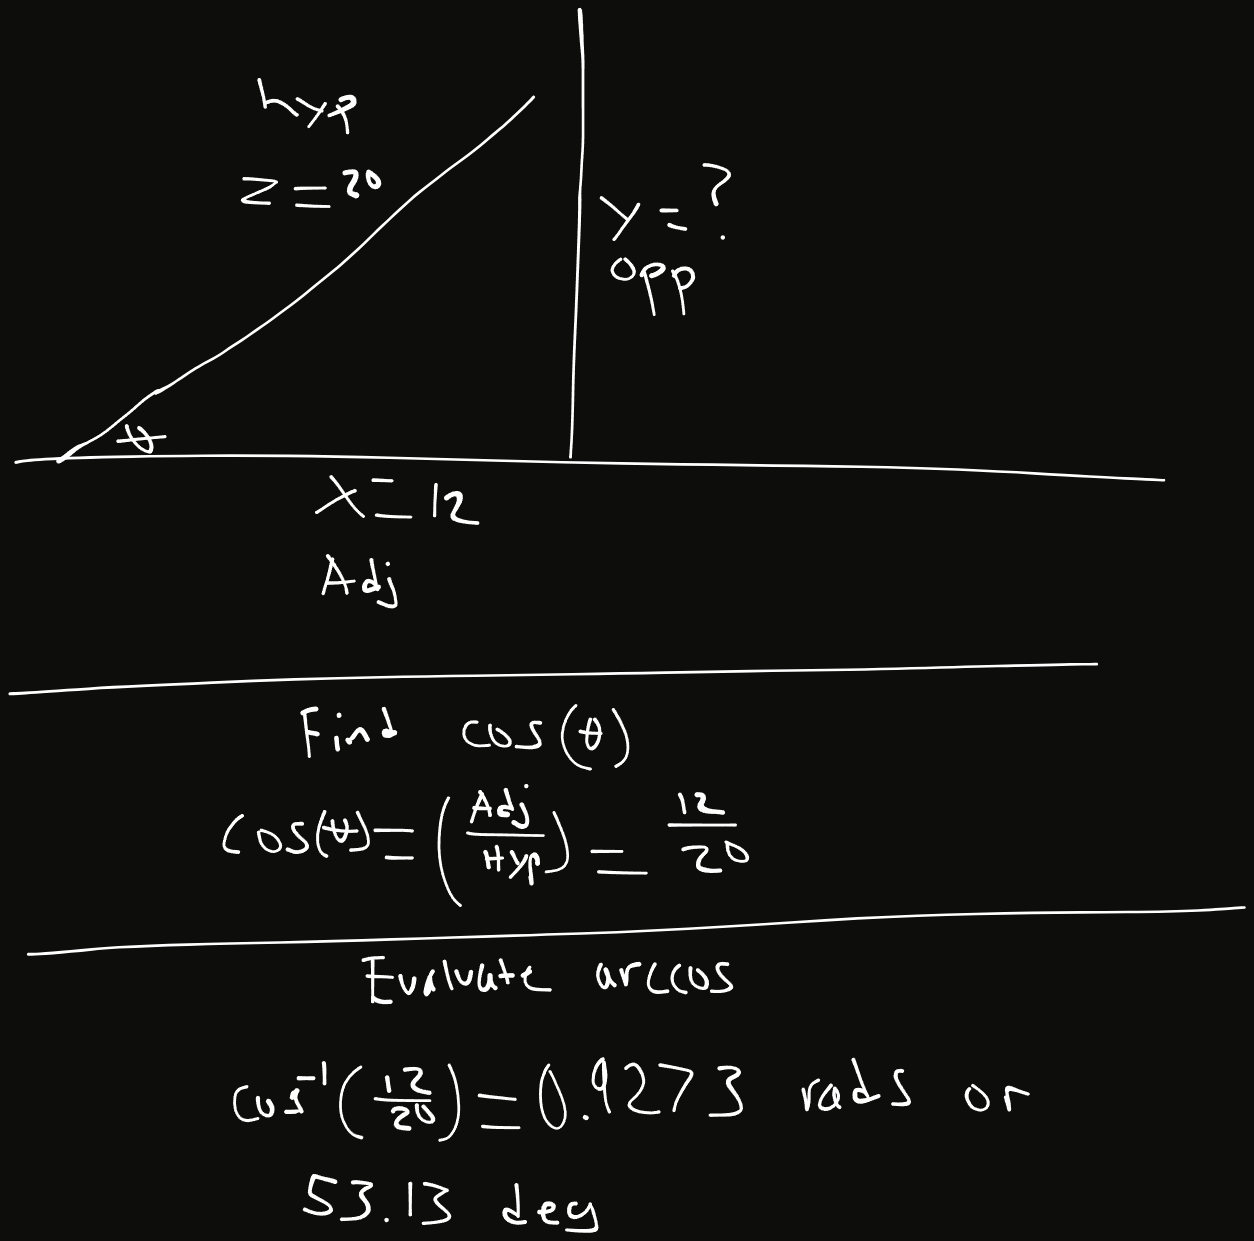 hyp
z = 20
y = ?
opp
θ
x = 12
Adj
Find cos(θ)
cos(θ) = (Adj/Hyp) = 12/20
Evaluate arccos
cos⁻¹(12/20) = 0.9273 rads or
53.13 deg